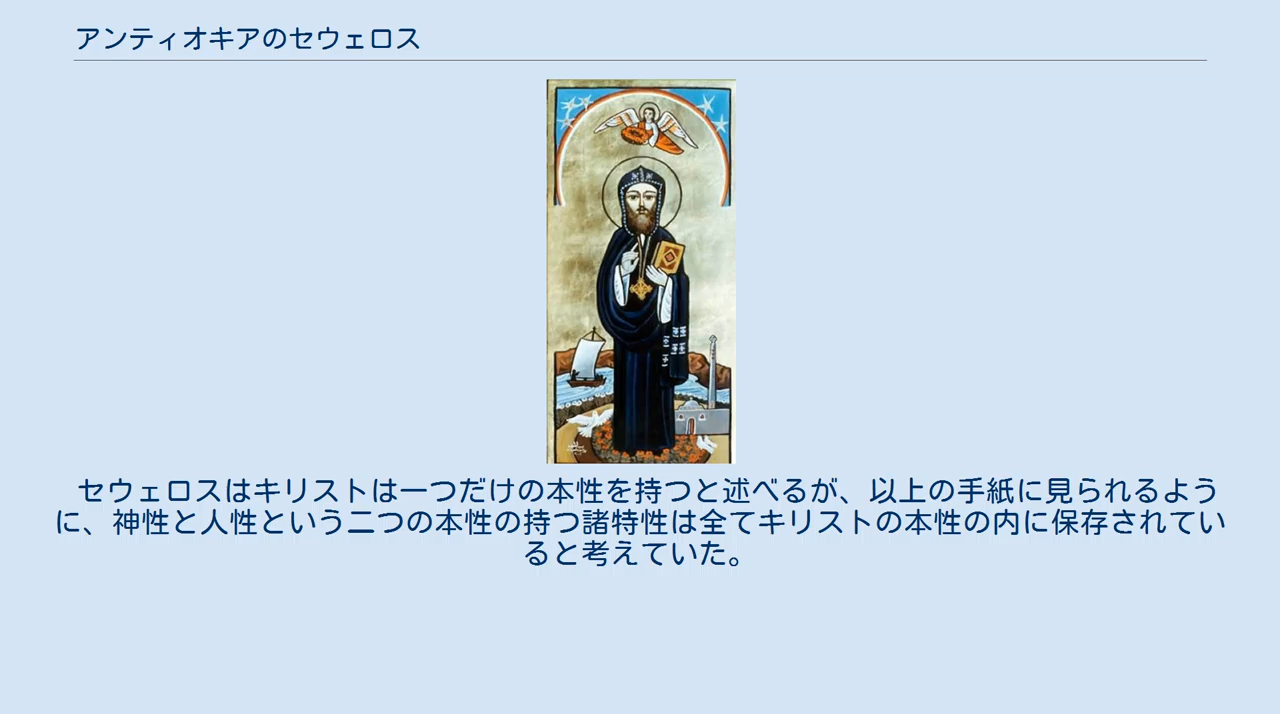 アンティオキアのセウェロス
セウェロスはキリストは一つだけの本性を持つと述べるが、以上の手紙に見られるよう
に、神性と人性という二つの本性の持つ諸特性は全てキリストの本性の内に保存されてい
ると考えていた。